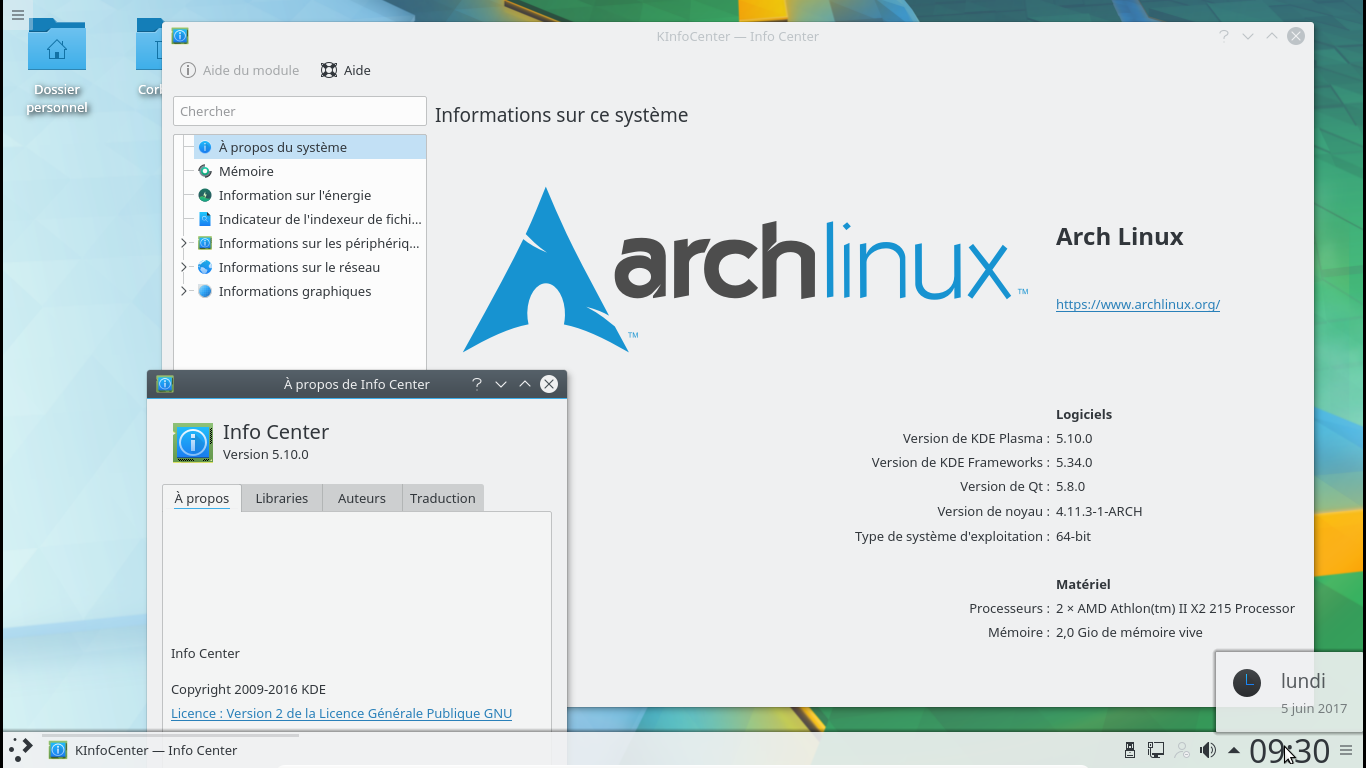 Dossier
personnel
KInfoCenter — Info Center
Aide du module
Aide
Chercher
À propos du système
Mémoire
Information sur l'énergie
Indicateur de l'indexeur de fichi...
Informations sur les périphériq...
Informations sur le réseau
Informations graphiques
Informations sur ce système
archlinux™
™
Arch Linux
https://www.archlinux.org/
Logiciels
Version de KDE Plasma : 5.10.0
Version de KDE Frameworks : 5.34.0
Version de Qt : 5.8.0
Version de noyau : 4.11.3-1-ARCH
Type de système d'exploitation : 64-bit
Matériel
Processeurs : 2 × AMD Athlon(tm) II X2 215 Processor
Mémoire : 2,0 Gio de mémoire vive
À propos de Info Center
Info Center
Version 5.10.0
À propos Libraries Auteurs Traduction
Info Center
Copyright 2009-2016 KDE
Licence : Version 2 de la Licence Générale Publique GNU
lundi
5 juin 2017
KInfoCenter — Info Center
09:30